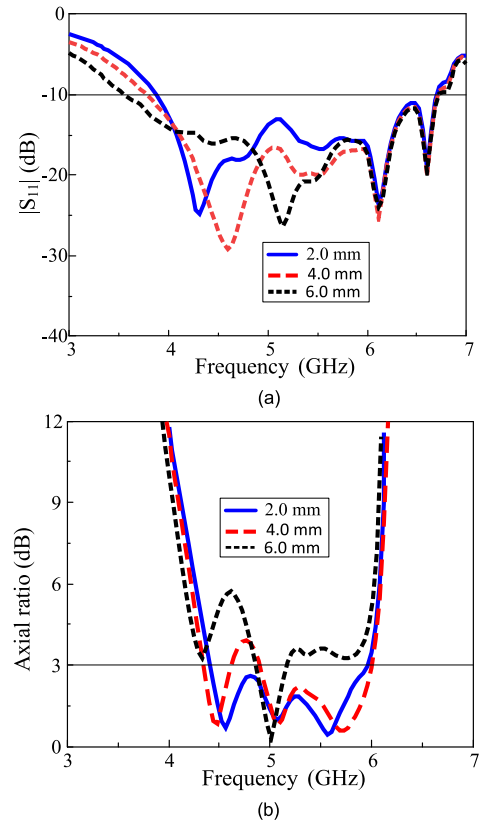 0
-10
-20
-30
-40
|S11| (dB)
2.0 mm
4.0 mm
6.0 mm
3 4 5 6 7
Frequency (GHz)
(a)
12
9
6
3
0
Axial ratio (dB)
2.0 mm
4.0 mm
6.0 mm
3 4 5 6 7
Frequency (GHz)
(b)